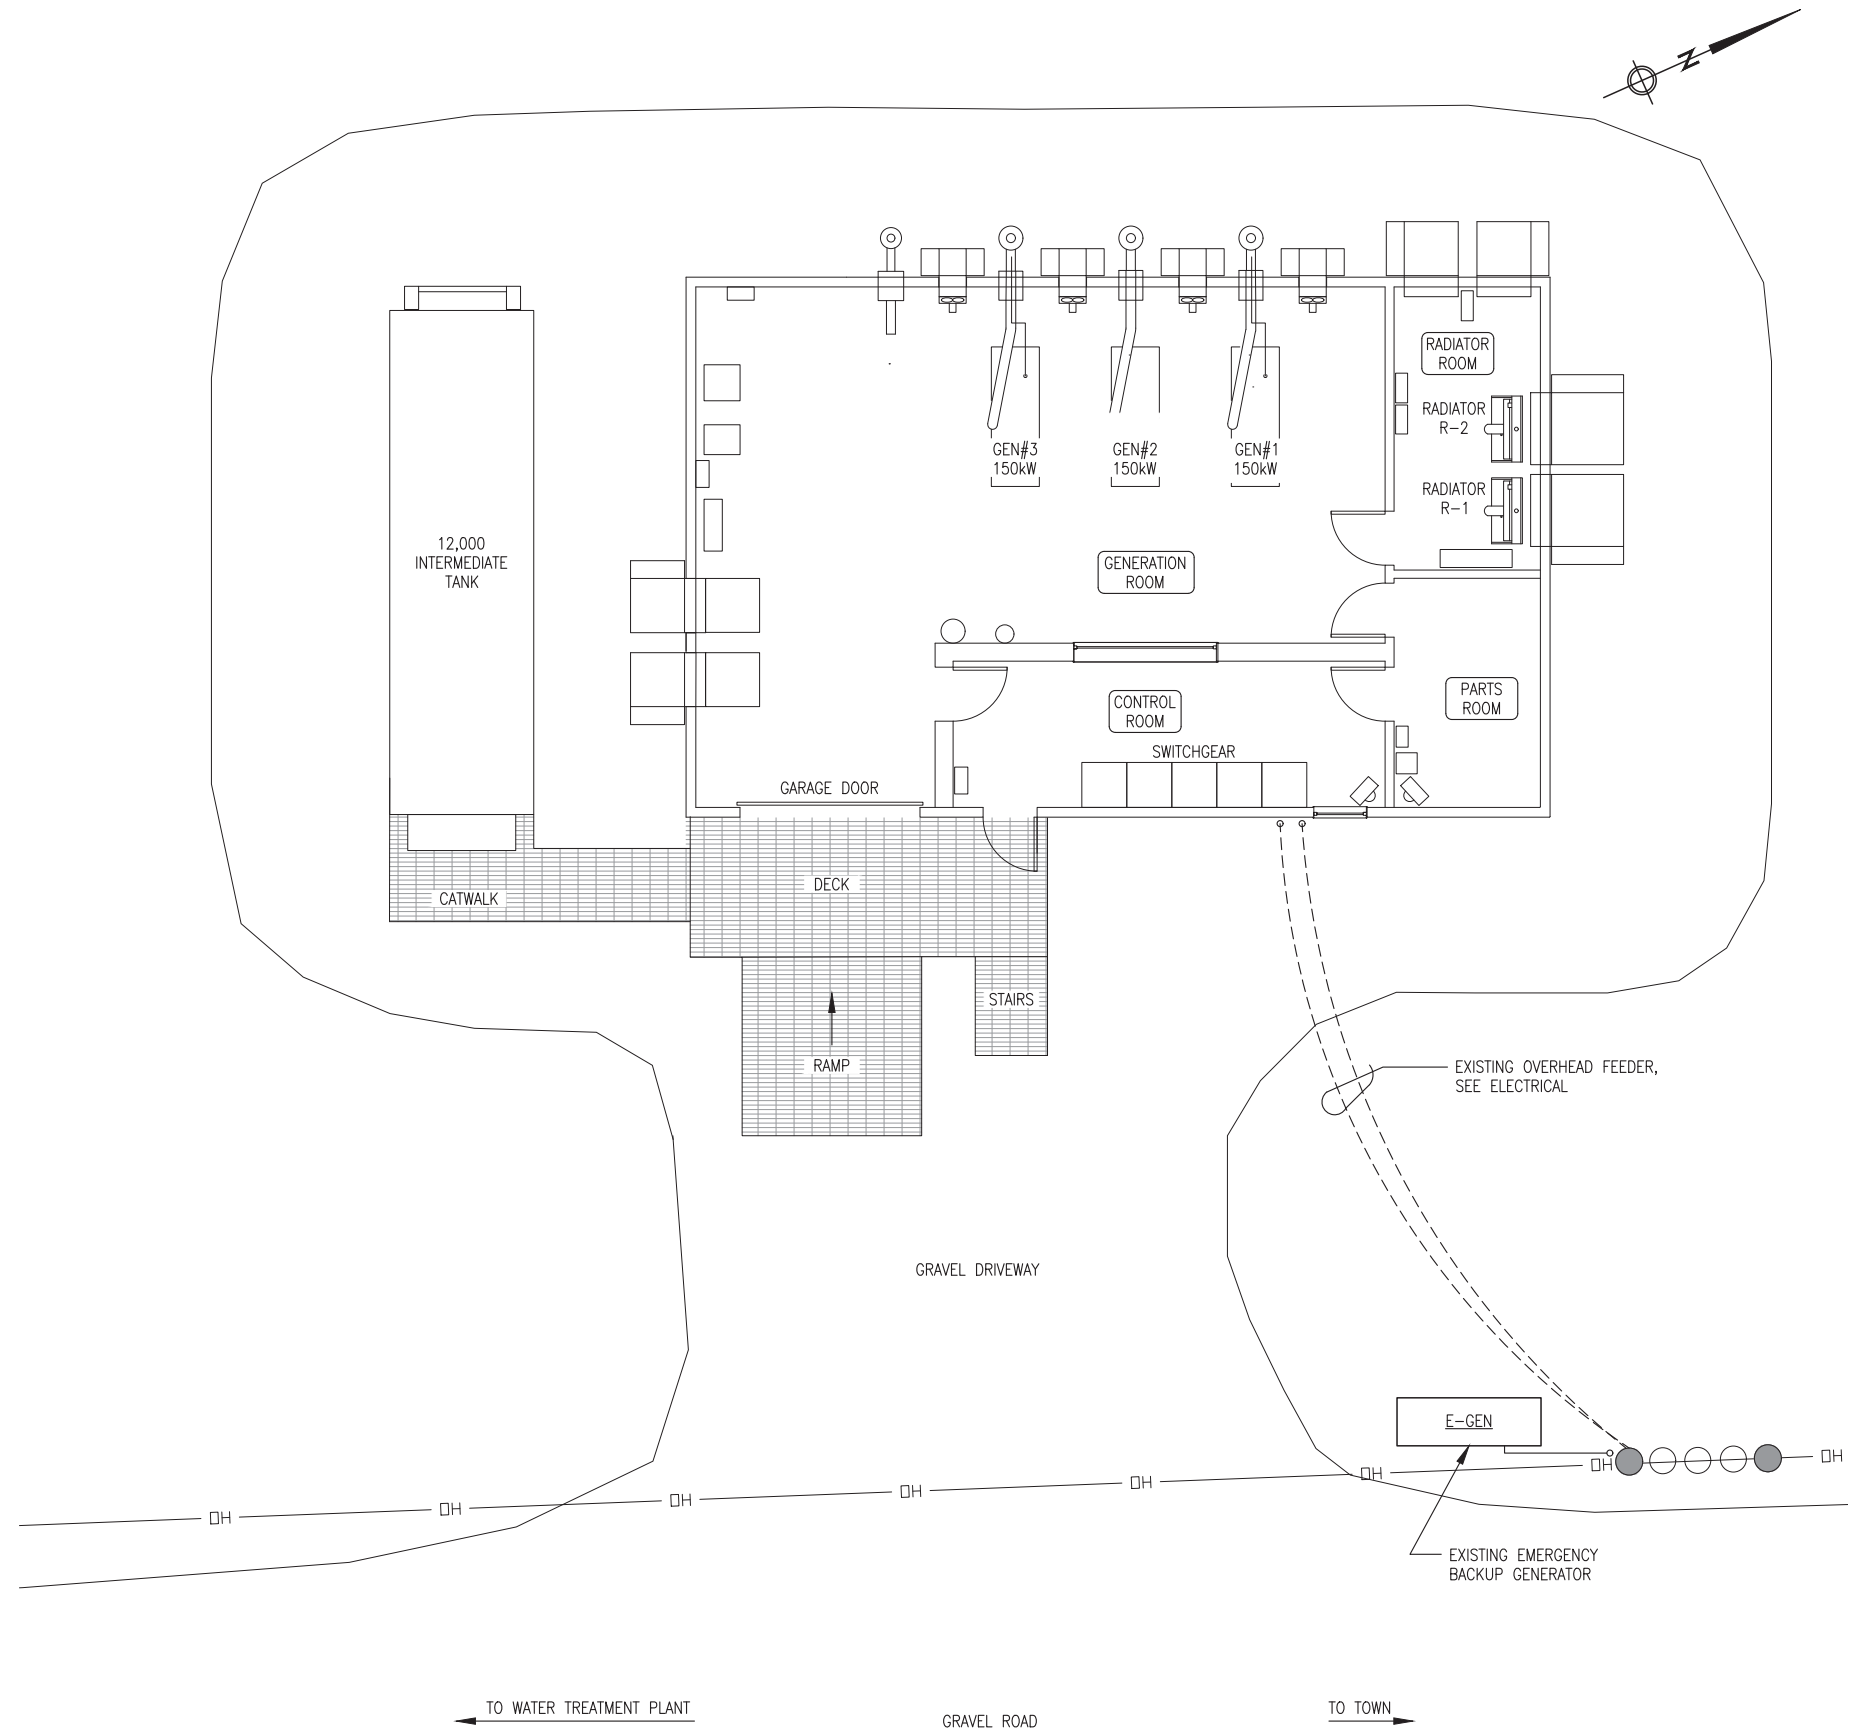 N
RADIATOR
ROOM
RADIATOR
R-2
GEN#3
150kW
GEN#2
150kW
GEN#1
150kW
RADIATOR
R-1
12,000
INTERMEDIATE
TANK
GENERATION
ROOM
CONTROL
ROOM
PARTS
ROOM
SWITCHGEAR
GARAGE DOOR
DECK
CATWALK
STAIRS
RAMP
EXISTING OVERHEAD FEEDER,
SEE ELECTRICAL
GRAVEL DRIVEWAY
E-GEN
OH
OH
OH
OH
OH
OH
OH
OH
EXISTING EMERGENCY
BACKUP GENERATOR
TO WATER TREATMENT PLANT
GRAVEL ROAD
TO TOWN